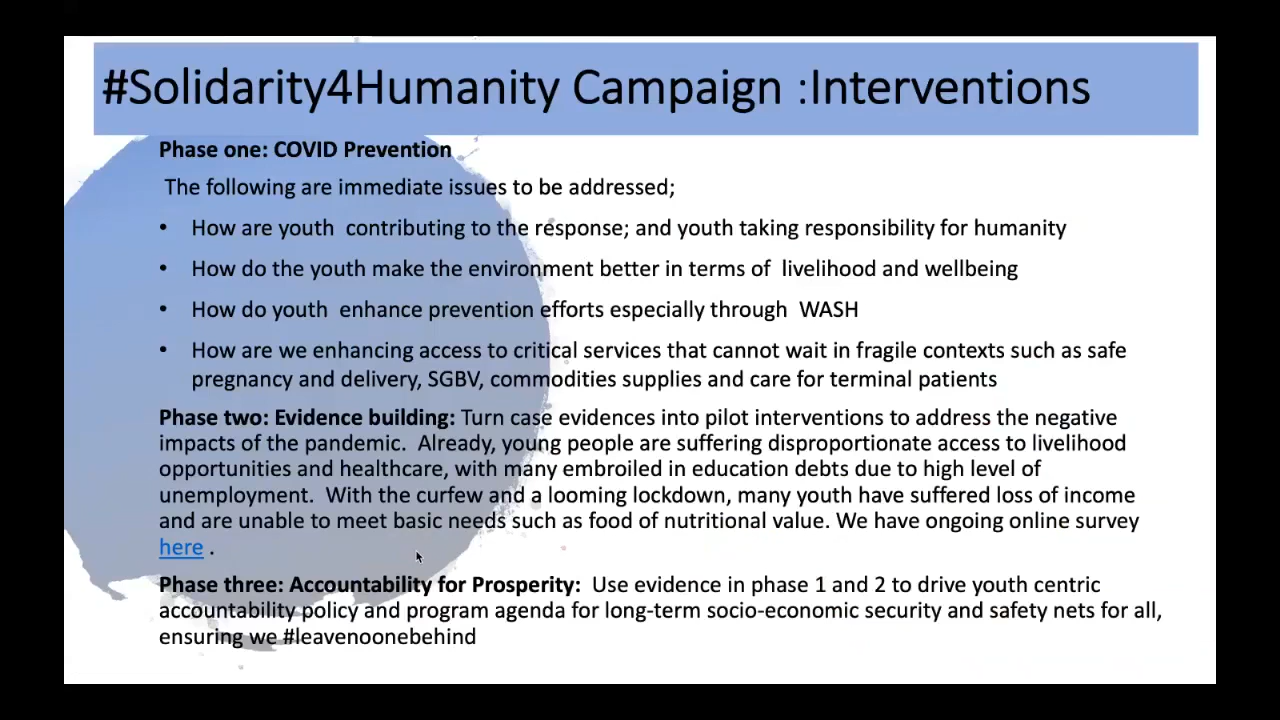 #Solidarity4Humanity Campaign :Interventions
Phase one: COVID Prevention
The following are immediate issues to be addressed;
• How are youth contributing to the response; and youth taking responsibility for humanity
• How do the youth make the environment better in terms of livelihood and wellbeing
• How do youth enhance prevention efforts especially through WASH
• How are we enhancing access to critical services that cannot wait in fragile contexts such as safe
pregnancy and delivery, SGBV, commodities supplies and care for terminal patients
Phase two: Evidence building: Turn case evidences into pilot interventions to address the negative
impacts of the pandemic. Already, young people are suffering disproportionate access to livelihood
opportunities and healthcare, with many embroiled in education debts due to high level of
unemployment. With the curfew and a looming lockdown, many youth have suffered loss of income
and are unable to meet basic needs such as food of nutritional value. We have ongoing online survey
here .
Phase three: Accountability for Prosperity: Use evidence in phase 1 and 2 to drive youth centric
accountability policy and program agenda for long-term socio-economic security and safety nets for all,
ensuring we #leavenoonebehind